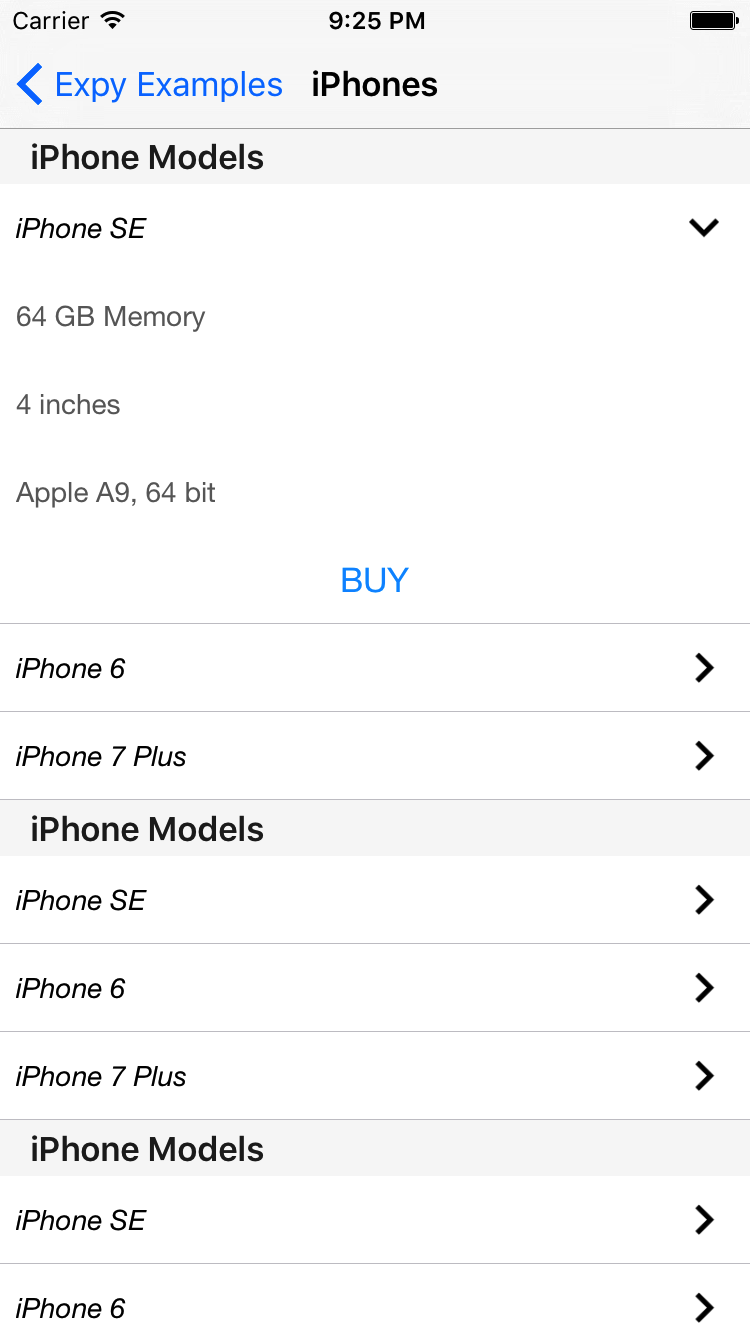 Carrier 9:25 PM
Expy Examples iPhones
iPhone Models
iPhone SE
64 GB Memory
4 inches
Apple A9, 64 bit
BUY
iPhone 6
iPhone 7 Plus
iPhone Models
iPhone SE
iPhone 6
iPhone 7 Plus
iPhone Models
iPhone SE
iPhone 6